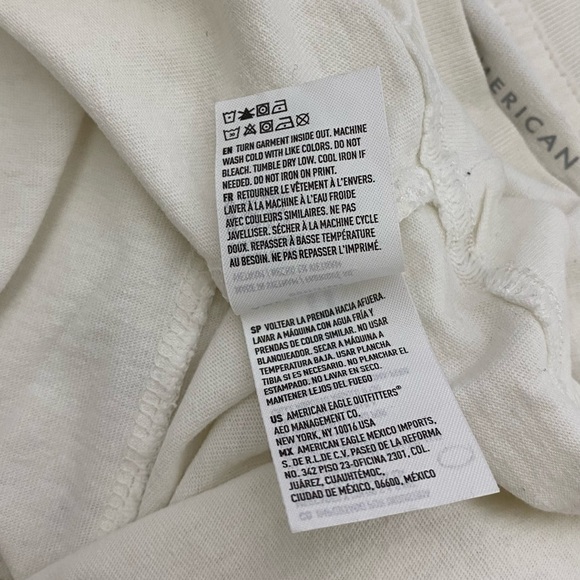 EN TURN GARMENT INSIDE OUT. MACHINE
WASH COLD WITH LIKE COLORS. DO NOT
BLEACH. TUMBLE DRY LOW. COOL IRON IF
NEEDED. DO NOT IRON ON PRINT.
FR RETOURNER LE VÊTEMENT À L'ENVERS.
LAVER À LA MACHINE À L'EAU FROIDE
AVEC COULEURS SIMILAIRES. NE PAS
JAVELLISER. SÉCHER À LA MACHINE CYCLE
DOUX. REPASSER À BASSE TEMPÉRATURE
AU BESOIN. NE PAS REPASSER L'IMPRIMÉ.
SP VOLTEAR LA PRENDA HACIA AFUERA.
LAVAR A MÁQUINA CON AGUA FRÍA Y
PRENDAS DE COLOR SIMILAR. NO USAR
BLANQUEADOR. SECAR A MÁQUINA A
TEMPERATURA BAJA. USAR PLANCHA
TIBIA SI ES NECESARIO. NO PLANCHAR EL
ESTAMPADO. NO LAVAR EN SECO.
MANTENER LEJOS DEL FUEGO
US AMERICAN EAGLE OUTFITTERS®
AEO MANAGEMENT CO.
NEW YORK, NY 10016 USA
MX AMERICAN EAGLE MEXICO IMPORTS,
S. DE R.L.DE C.V. PASEO DE LA REFORMA
NO. 342 PISO 23-OFICINA 2301. COL.
JUÁREZ, CUAUHTÉMOC,
CIUDAD DE MÉXICO, 06600, MÉXICO
AMERICAN